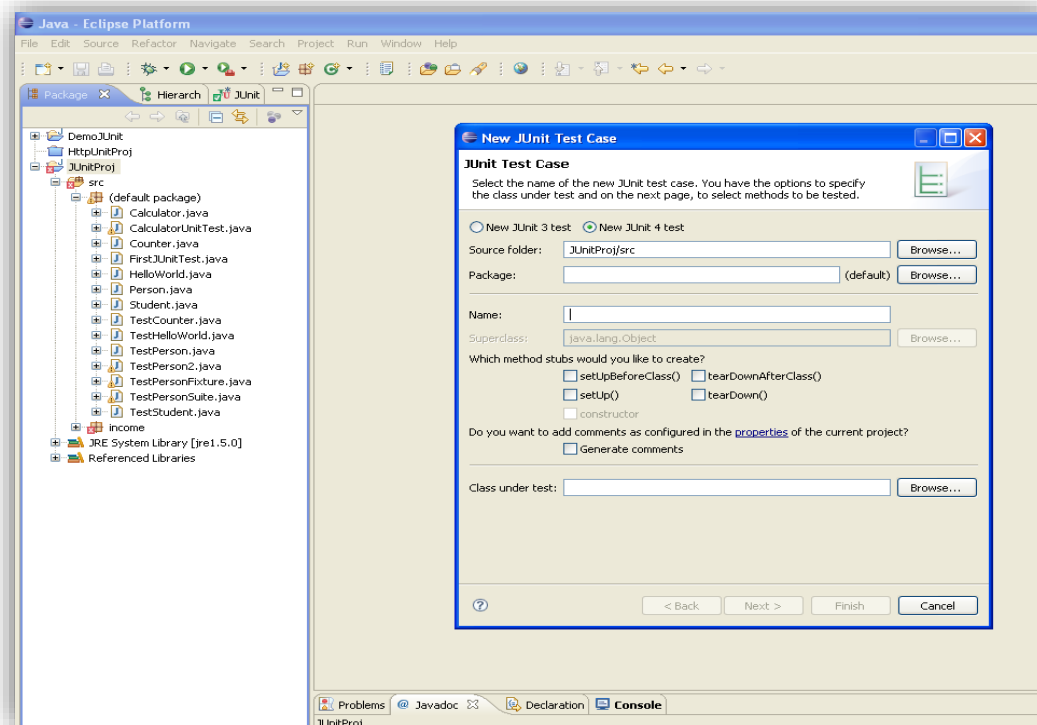 Java - Eclipse Platform
File Edit Source Refactor Navigate Search Project Run Window Help
Package Hierarch JUnit
DemoJUnit
HttpUnitProj
JUnitProj
src
(default package)
Calculator.java
CalculatorUnitTest.java
Counter.java
FirstJUnitTest.java
HelloWorld.java
Person.java
Student.java
TestCounter.java
TestHelloWorld.java
TestPerson.java
TestPerson2.java
TestPersonFixture.java
TestPersonSuite.java
TestStudent.java
income
JRE System Library [jre1.5.0]
Referenced Libraries
New JUnit Test Case
JUnit Test Case
Select the name of the new JUnit test case. You have the options to specify
the class under test and on the next page, to select methods to be tested.
New JUnit 3 test New JUnit 4 test
Source folder: JUnitProj/src Browse...
Package: (default) Browse...
Name:
Superclass: java.lang.Object Browse...
Which method stubs would you like to create?
setUpBeforeClass() tearDownAfterClass()
setUp() tearDown()
constructor
Do you want to add comments as configured in the properties of the current project?
Generate comments
Class under test: Browse...
? < Back Next > Finish Cancel
Problems @ Javadoc Declaration Console
JUnitProj